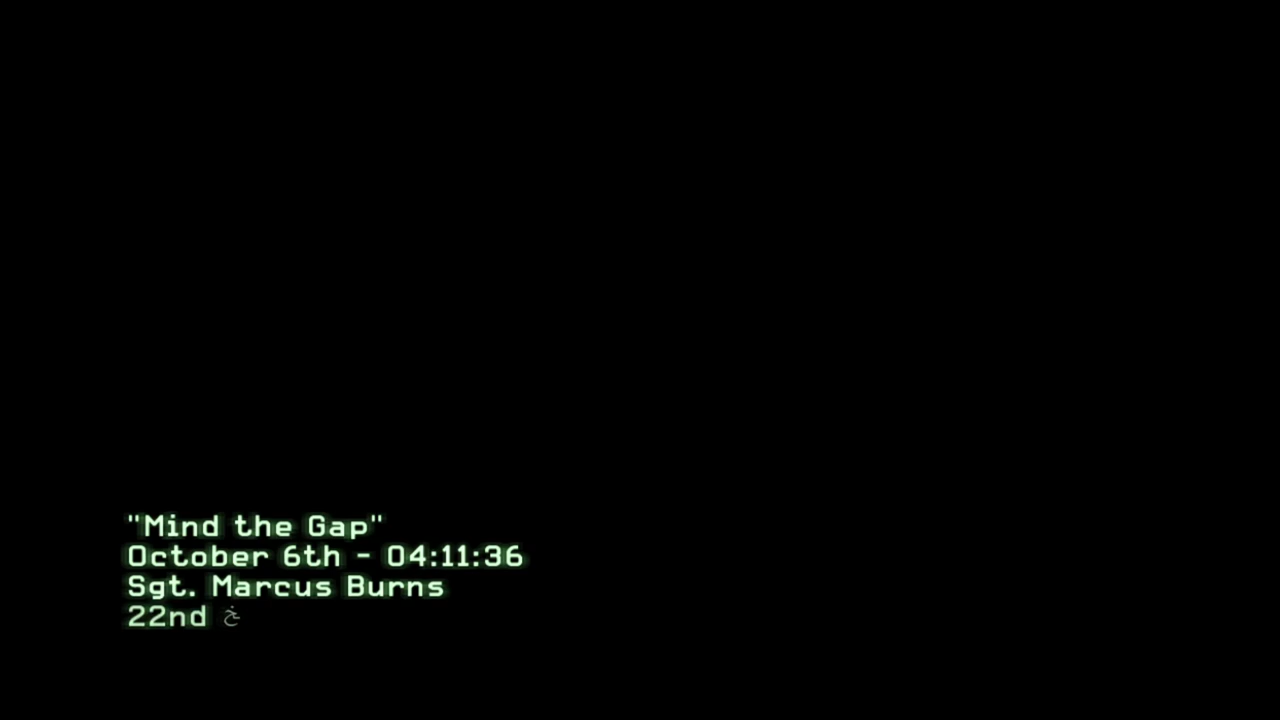 "Mind the Gap"
October 6th - 04:11:36
Sgt. Marcus Burns
22nd خ